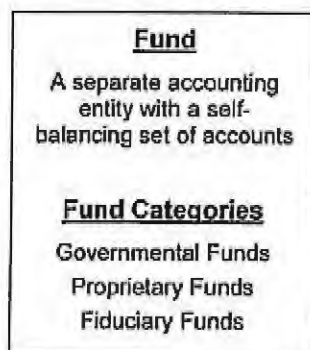 Fund
A separate accounting
entity with a self-
balancing set of accounts
Fund Categories
Governmental Funds
Proprietary Funds
Fiduciary Funds